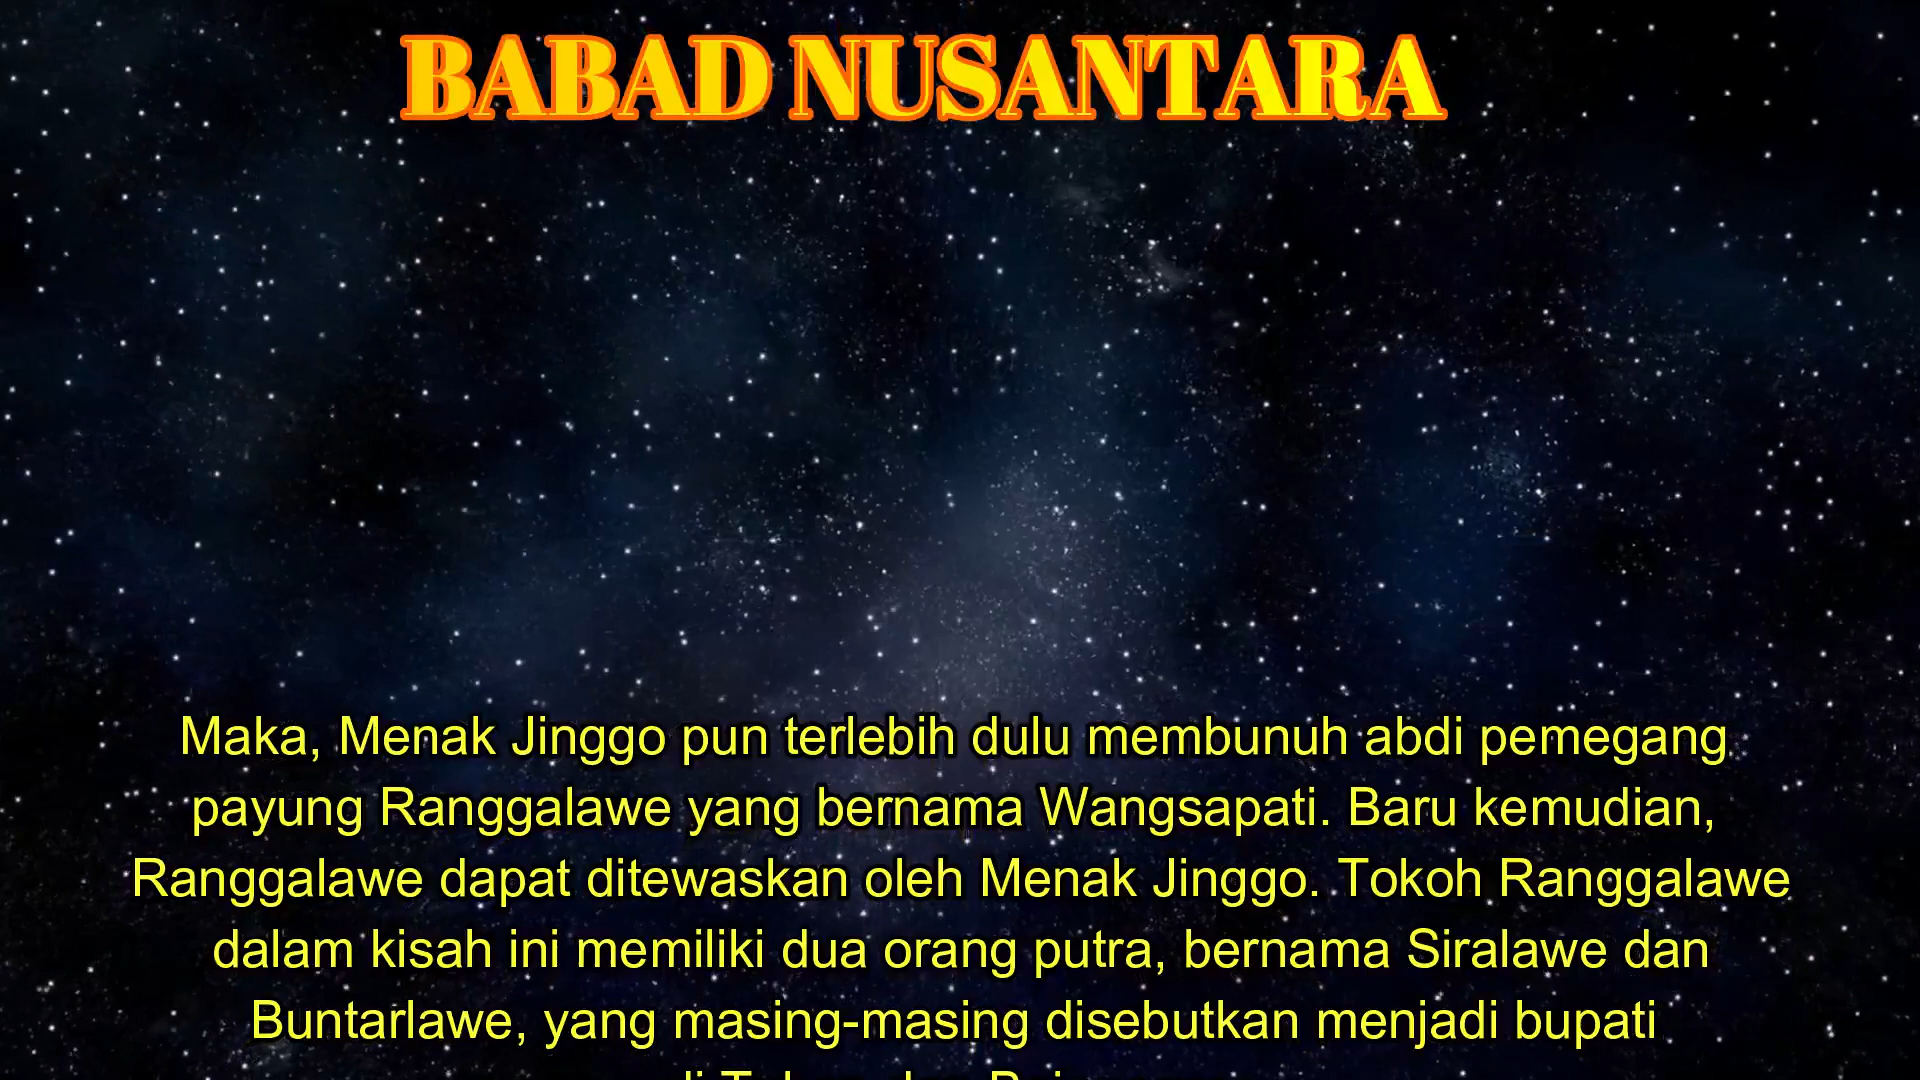 BABAD NUSANTARA
Maka, Menak Jinggo pun terlebih dulu membunuh abdi pemegang
payung Ranggalawe yang bernama Wangsapati. Baru kemudian,
Ranggalawe dapat ditewaskan oleh Menak Jinggo. Tokoh Ranggalawe
dalam kisah ini memiliki dua orang putra, bernama Siralawe dan
Buntarlawe, yang masing-masing disebutkan menjadi bupati